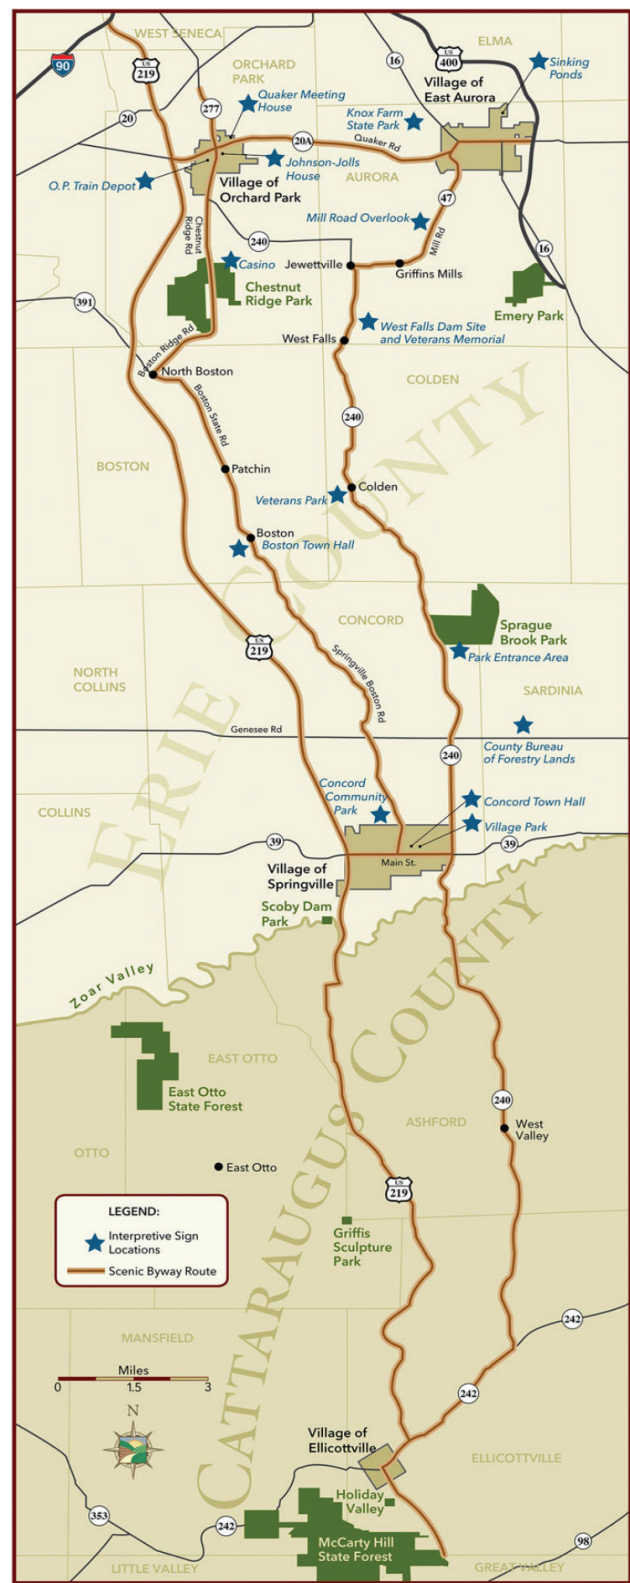 WEST SENECA
ELMA
US
219
90
ORCHARD
PARK
16
US
400
Village of
East Aurora
Sinking
Ponds
277
Quaker Meeting
House
20
Knox Farm
State Park
20A
Quaker Rd
O.P. Train Depot
Johnson-Jolls
House
AURORA
Village of
Orchard Park
47
Chestnut
Ridge Rd
Mill Road Overlook
Mill Rd
240
16
Casino
Jewettville
Griffins Mills
Chestnut
Ridge Park
391
Emery Park
West Falls Dam Site
and Veterans Memorial
Boston Ridge Rd
West Falls
North Boston
COLDEN
Boston State Rd
240
BOSTON
Patchin
Colden
Veterans Park
Boston
Boston Town Hall
ERIE COUNTY
CONCORD
Sprague
Brook Park
US
219
Park Entrance Area
NORTH
COLLINS
Springville Boston Rd
SARDINIA
Genesee Rd
County Bureau
of Forestry Lands
240
Concord
Community
Park
Concord Town Hall
COLLINS
Village Park
39
39
Main St.
Village of
Springville
Scoby Dam
Park
Zoar Valley
CATTARAUGUS COUNTY
EAST OTTO
East Otto
State Forest
240
ASHFORD
West
Valley
OTTO
East Otto
US
219
LEGEND:
Interpretive Sign
Locations
Scenic Byway Route
Griffis
Sculpture
Park
242
MANSFIELD
Miles
0 1.5 3
N
242
Village of
Ellicottville
ELLICOTTVILLE
Holiday
Valley
353
242
McCarty Hill
State Forest
98
LITTLE VALLEY
GREAT VALLEY